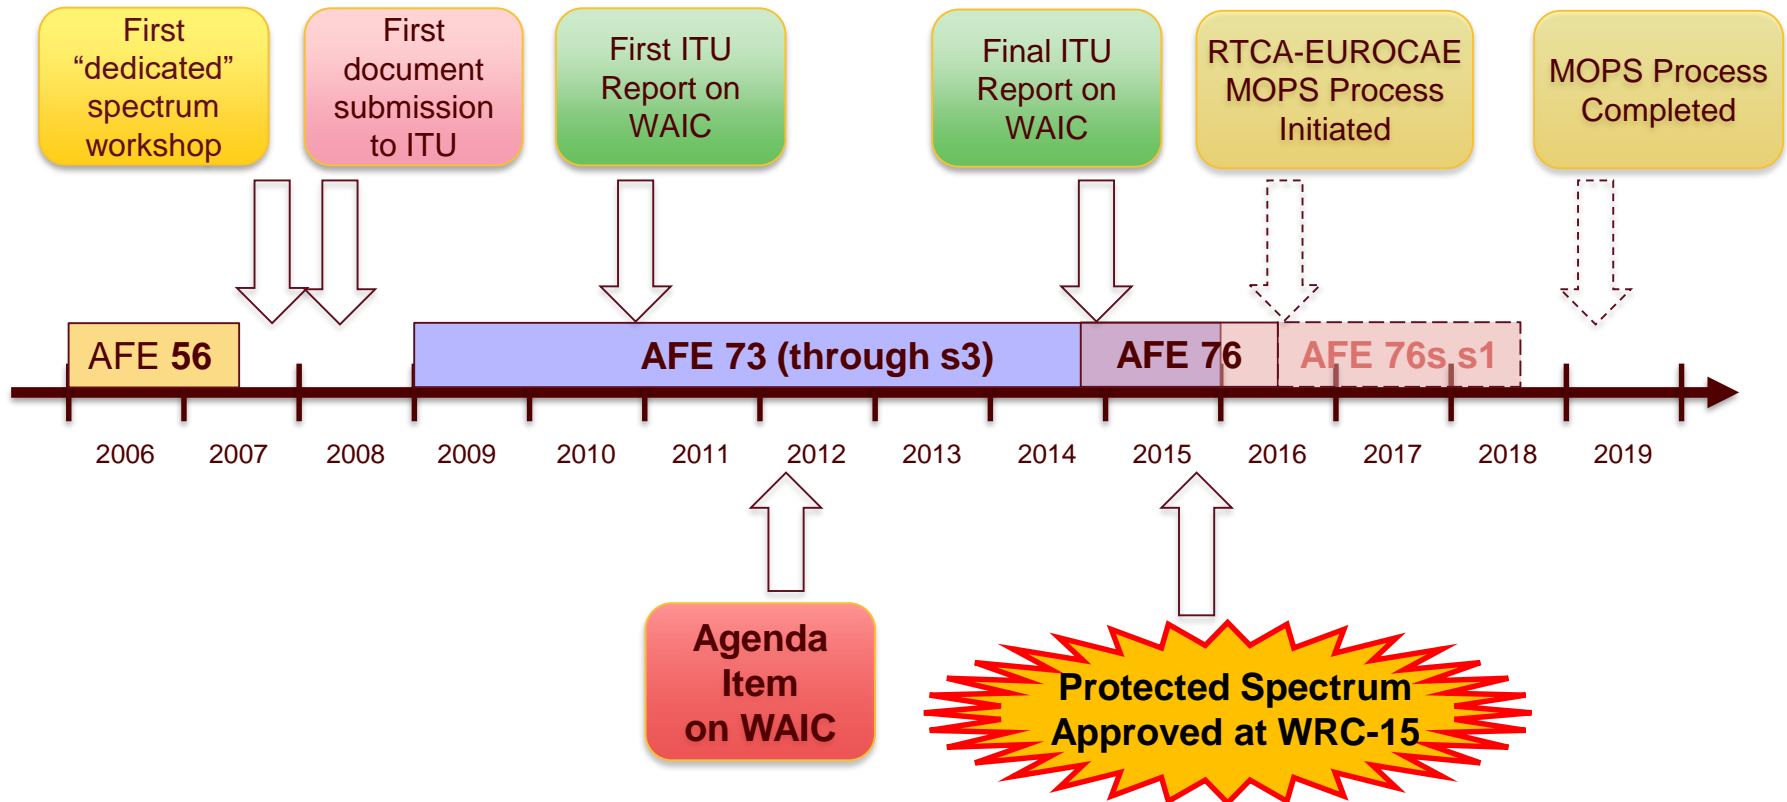 First
“dedicated”
spectrum
workshop
First
document
submission
to ITU
First ITU
Report on
WAIC
Final ITU
Report on
WAIC
RTCA-EUROCAE
MOPS Process
Initiated
MOPS Process
Completed
AFE 56
AFE 73 (through s3)
AFE 76
AFE 76s s1
2006 2007 2008 2009 2010 2011 2012 2013 2014 2015 2016 2017 2018 2019
Agenda
Item
on WAIC
Protected Spectrum
Approved at WRC-15